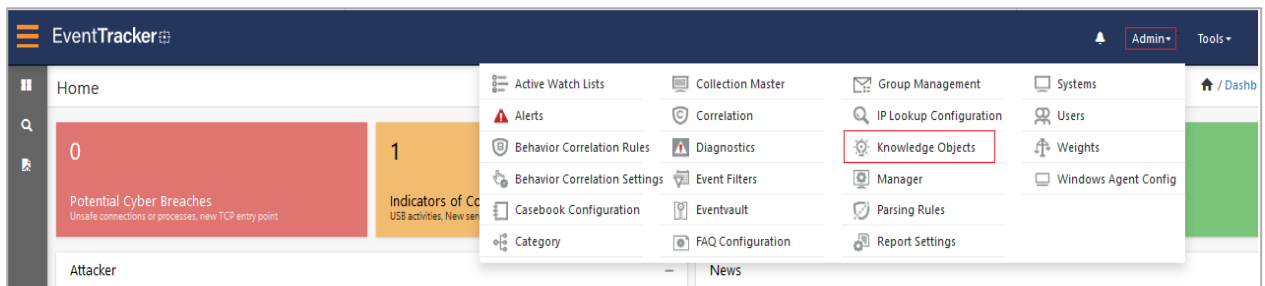 EventTracker
Admin
Tools
Home
/ Dashb
Active Watch Lists
Collection Master
Group Management
Systems
Alerts
Correlation
IP Lookup Configuration
Users
Behavior Correlation Rules
Diagnostics
Knowledge Objects
Weights
Behavior Correlation Settings
Event Filters
Manager
Windows Agent Config
Casebook Configuration
Eventvault
Parsing Rules
Category
FAQ Configuration
Report Settings
0
Potential Cyber Breaches
Unsafe connections or processes, new TCP entry point
1
Indicators of Co
USB activities, New serv
Attacker
News